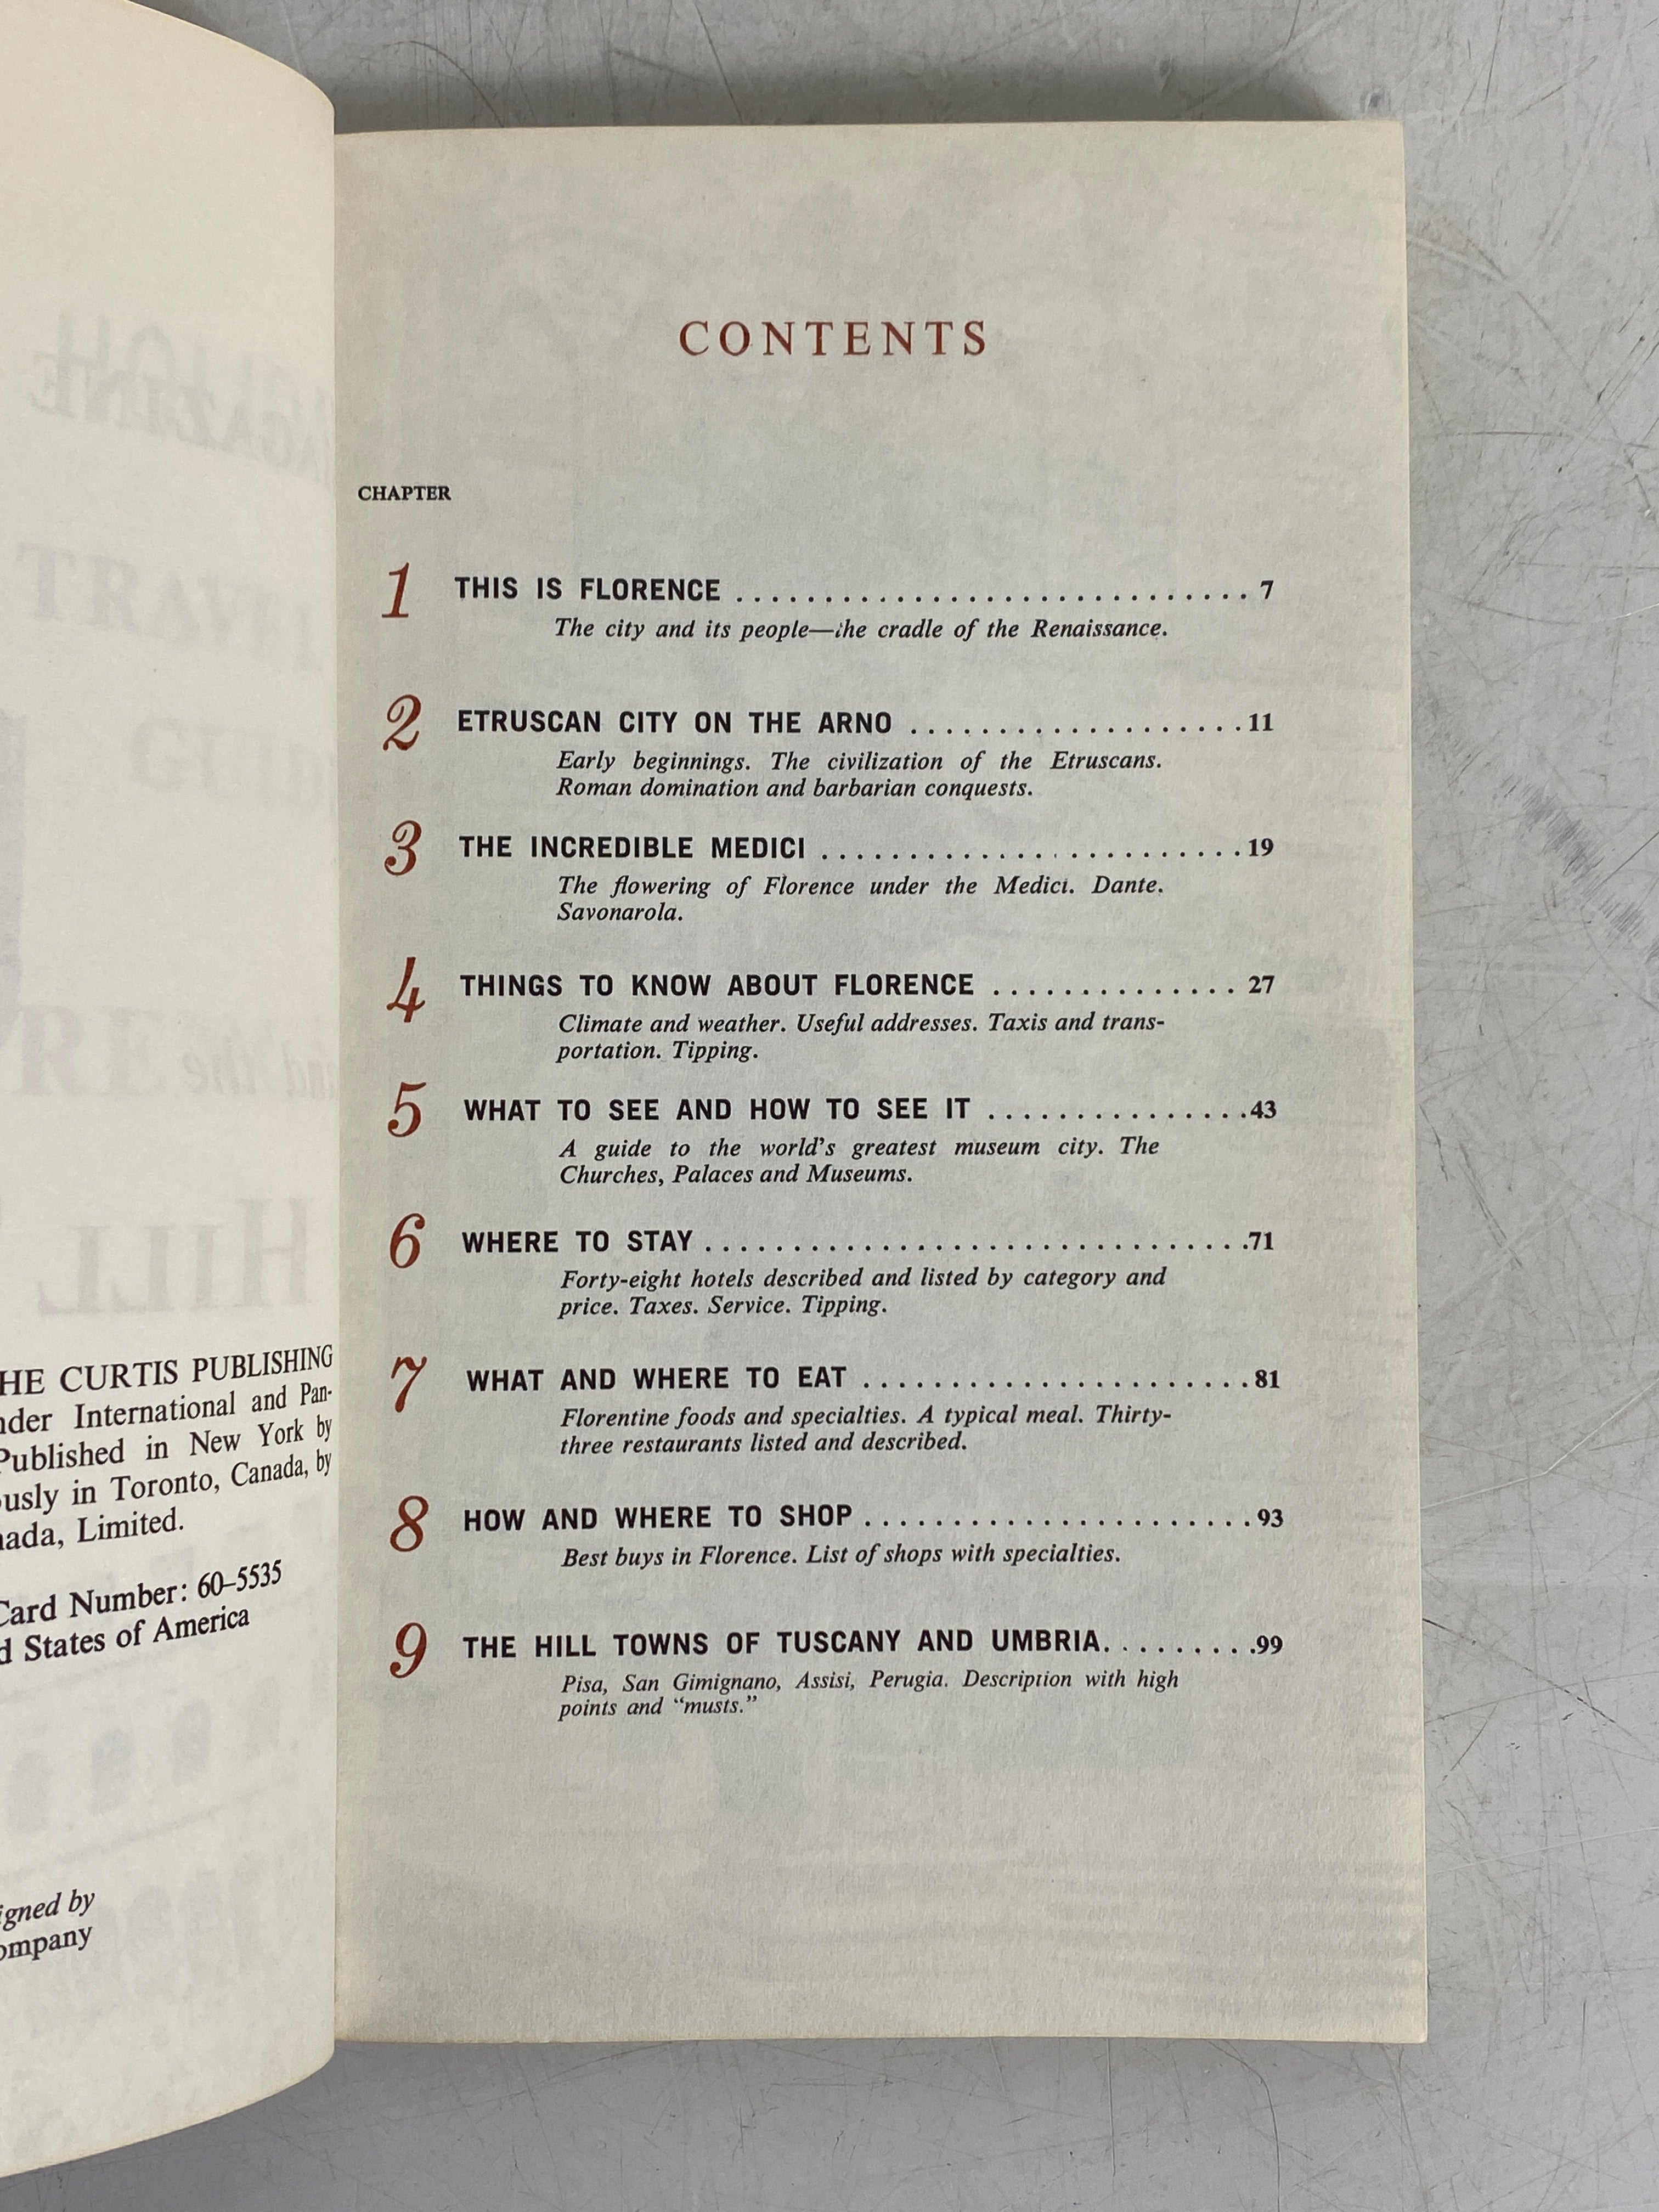 HE CURTIS PUBLISHING
nder International and Pan-
Published in New York by
ously in Toronto, Canada, by
nada, Limited.
Card Number: 60–5535
d States of America
igned by
ompany
CONTENTS
CHAPTER
1 THIS IS FLORENCE . . . . . . . . . . . . . . . . . . . . . . . . . . . . . 7
The city and its people—the cradle of the Renaissance.
2 ETRUSCAN CITY ON THE ARNO . . . . . . . . . . . . . . . . . . . 11
Early beginnings. The civilization of the Etruscans.
Roman domination and barbarian conquests.
3 THE INCREDIBLE MEDICI . . . . . . . . . . . . . . . . . . . . . . . . 19
The flowering of Florence under the Medici. Dante.
Savonarola.
4 THINGS TO KNOW ABOUT FLORENCE . . . . . . . . . . . . . . 27
Climate and weather. Useful addresses. Taxis and trans-
portation. Tipping.
5 WHAT TO SEE AND HOW TO SEE IT . . . . . . . . . . . . . . . 43
A guide to the world's greatest museum city. The
Churches, Palaces and Museums.
6 WHERE TO STAY . . . . . . . . . . . . . . . . . . . . . . . . . . . . . . . 71
Forty-eight hotels described and listed by category and
price. Taxes. Service. Tipping.
7 WHAT AND WHERE TO EAT . . . . . . . . . . . . . . . . . . . . . . 81
Florentine foods and specialties. A typical meal. Thirty-
three restaurants listed and described.
8 HOW AND WHERE TO SHOP . . . . . . . . . . . . . . . . . . . . . . 93
Best buys in Florence. List of shops with specialties.
9 THE HILL TOWNS OF TUSCANY AND UMBRIA. . . . . . . . . 99
Pisa, San Gimignano, Assisi, Perugia. Description with high
points and “musts.”